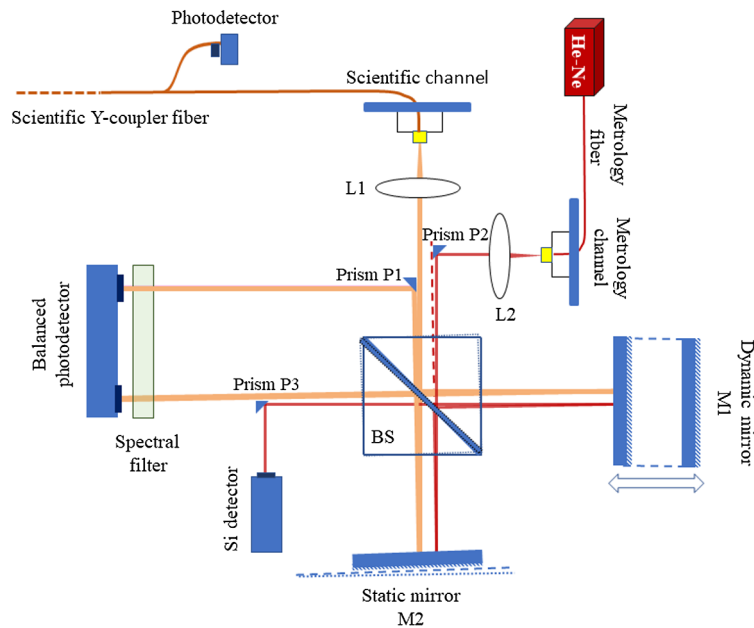 Photodetector
He-Ne
Scientific channel
Scientific Y-coupler fiber
Metrology
fiber
L1
Prism P2
Metrology
channel
Prism P1
L2
Balanced
photodetector
Prism P3
BS
Dynamic mirror
M1
Spectral
filter
Si detector
Static mirror
M2